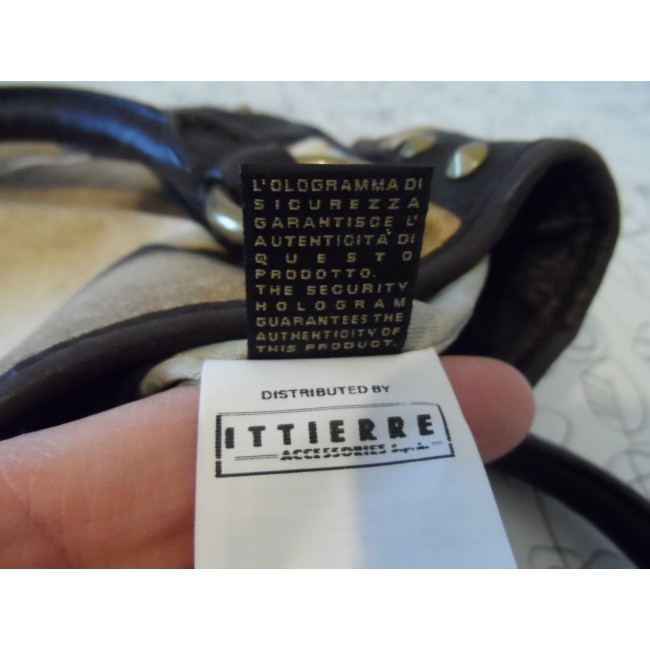 L'OLOGRAMMA DI
SICUREZZA
GARANTISCE L'
AUTENTICITÀ DI
QUESTO
PRODOTTO.
THE SECURITY
HOLOGRAM
GUARANTEES THE
AUTHENTICITY OF
THIS PRODUCT.
DISTRIBUTED BY
ITTIERRE
ACCESSORIES S.p.A.